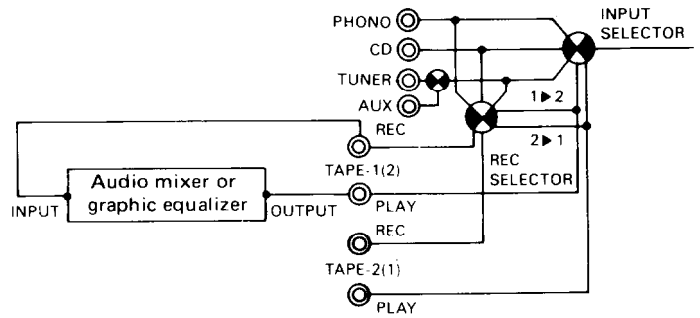 PHONO
CD
TUNER
AUX
INPUT
SELECTOR
1▶2
2▶1
REC
SELECTOR
REC
TAPE-1(2)
PLAY
REC
TAPE-2(1)
PLAY
INPUT
Audio mixer or
graphic equalizer
OUTPUT